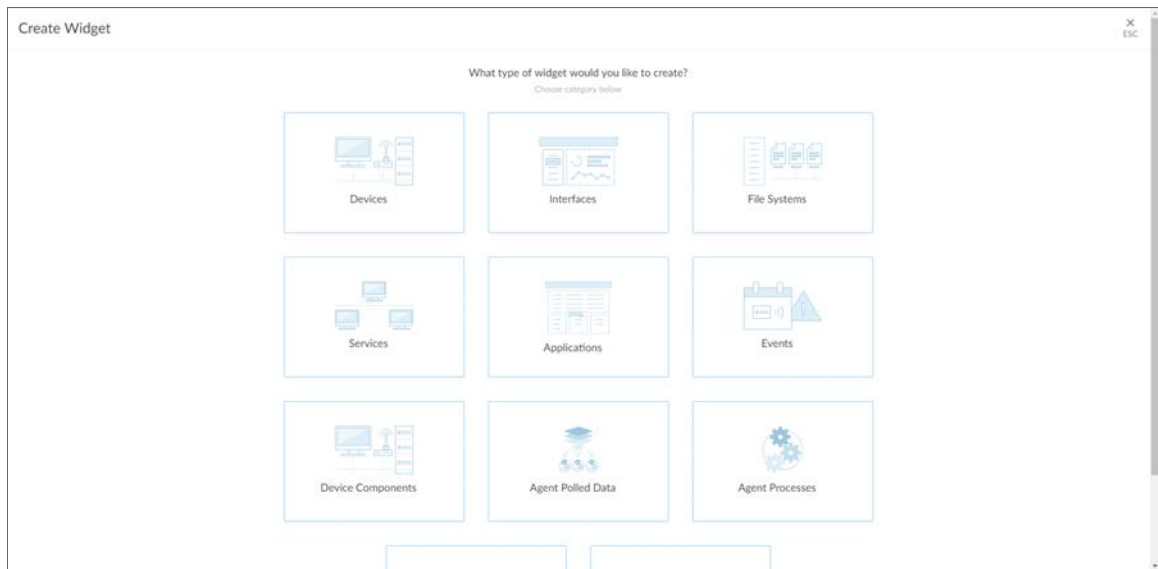 Create Widget
ESC
What type of widget would you like to create?
Choose category below
Devices
Interfaces
File Systems
Services
Applications
Events
Device Components
Agent Polled Data
Agent Processes